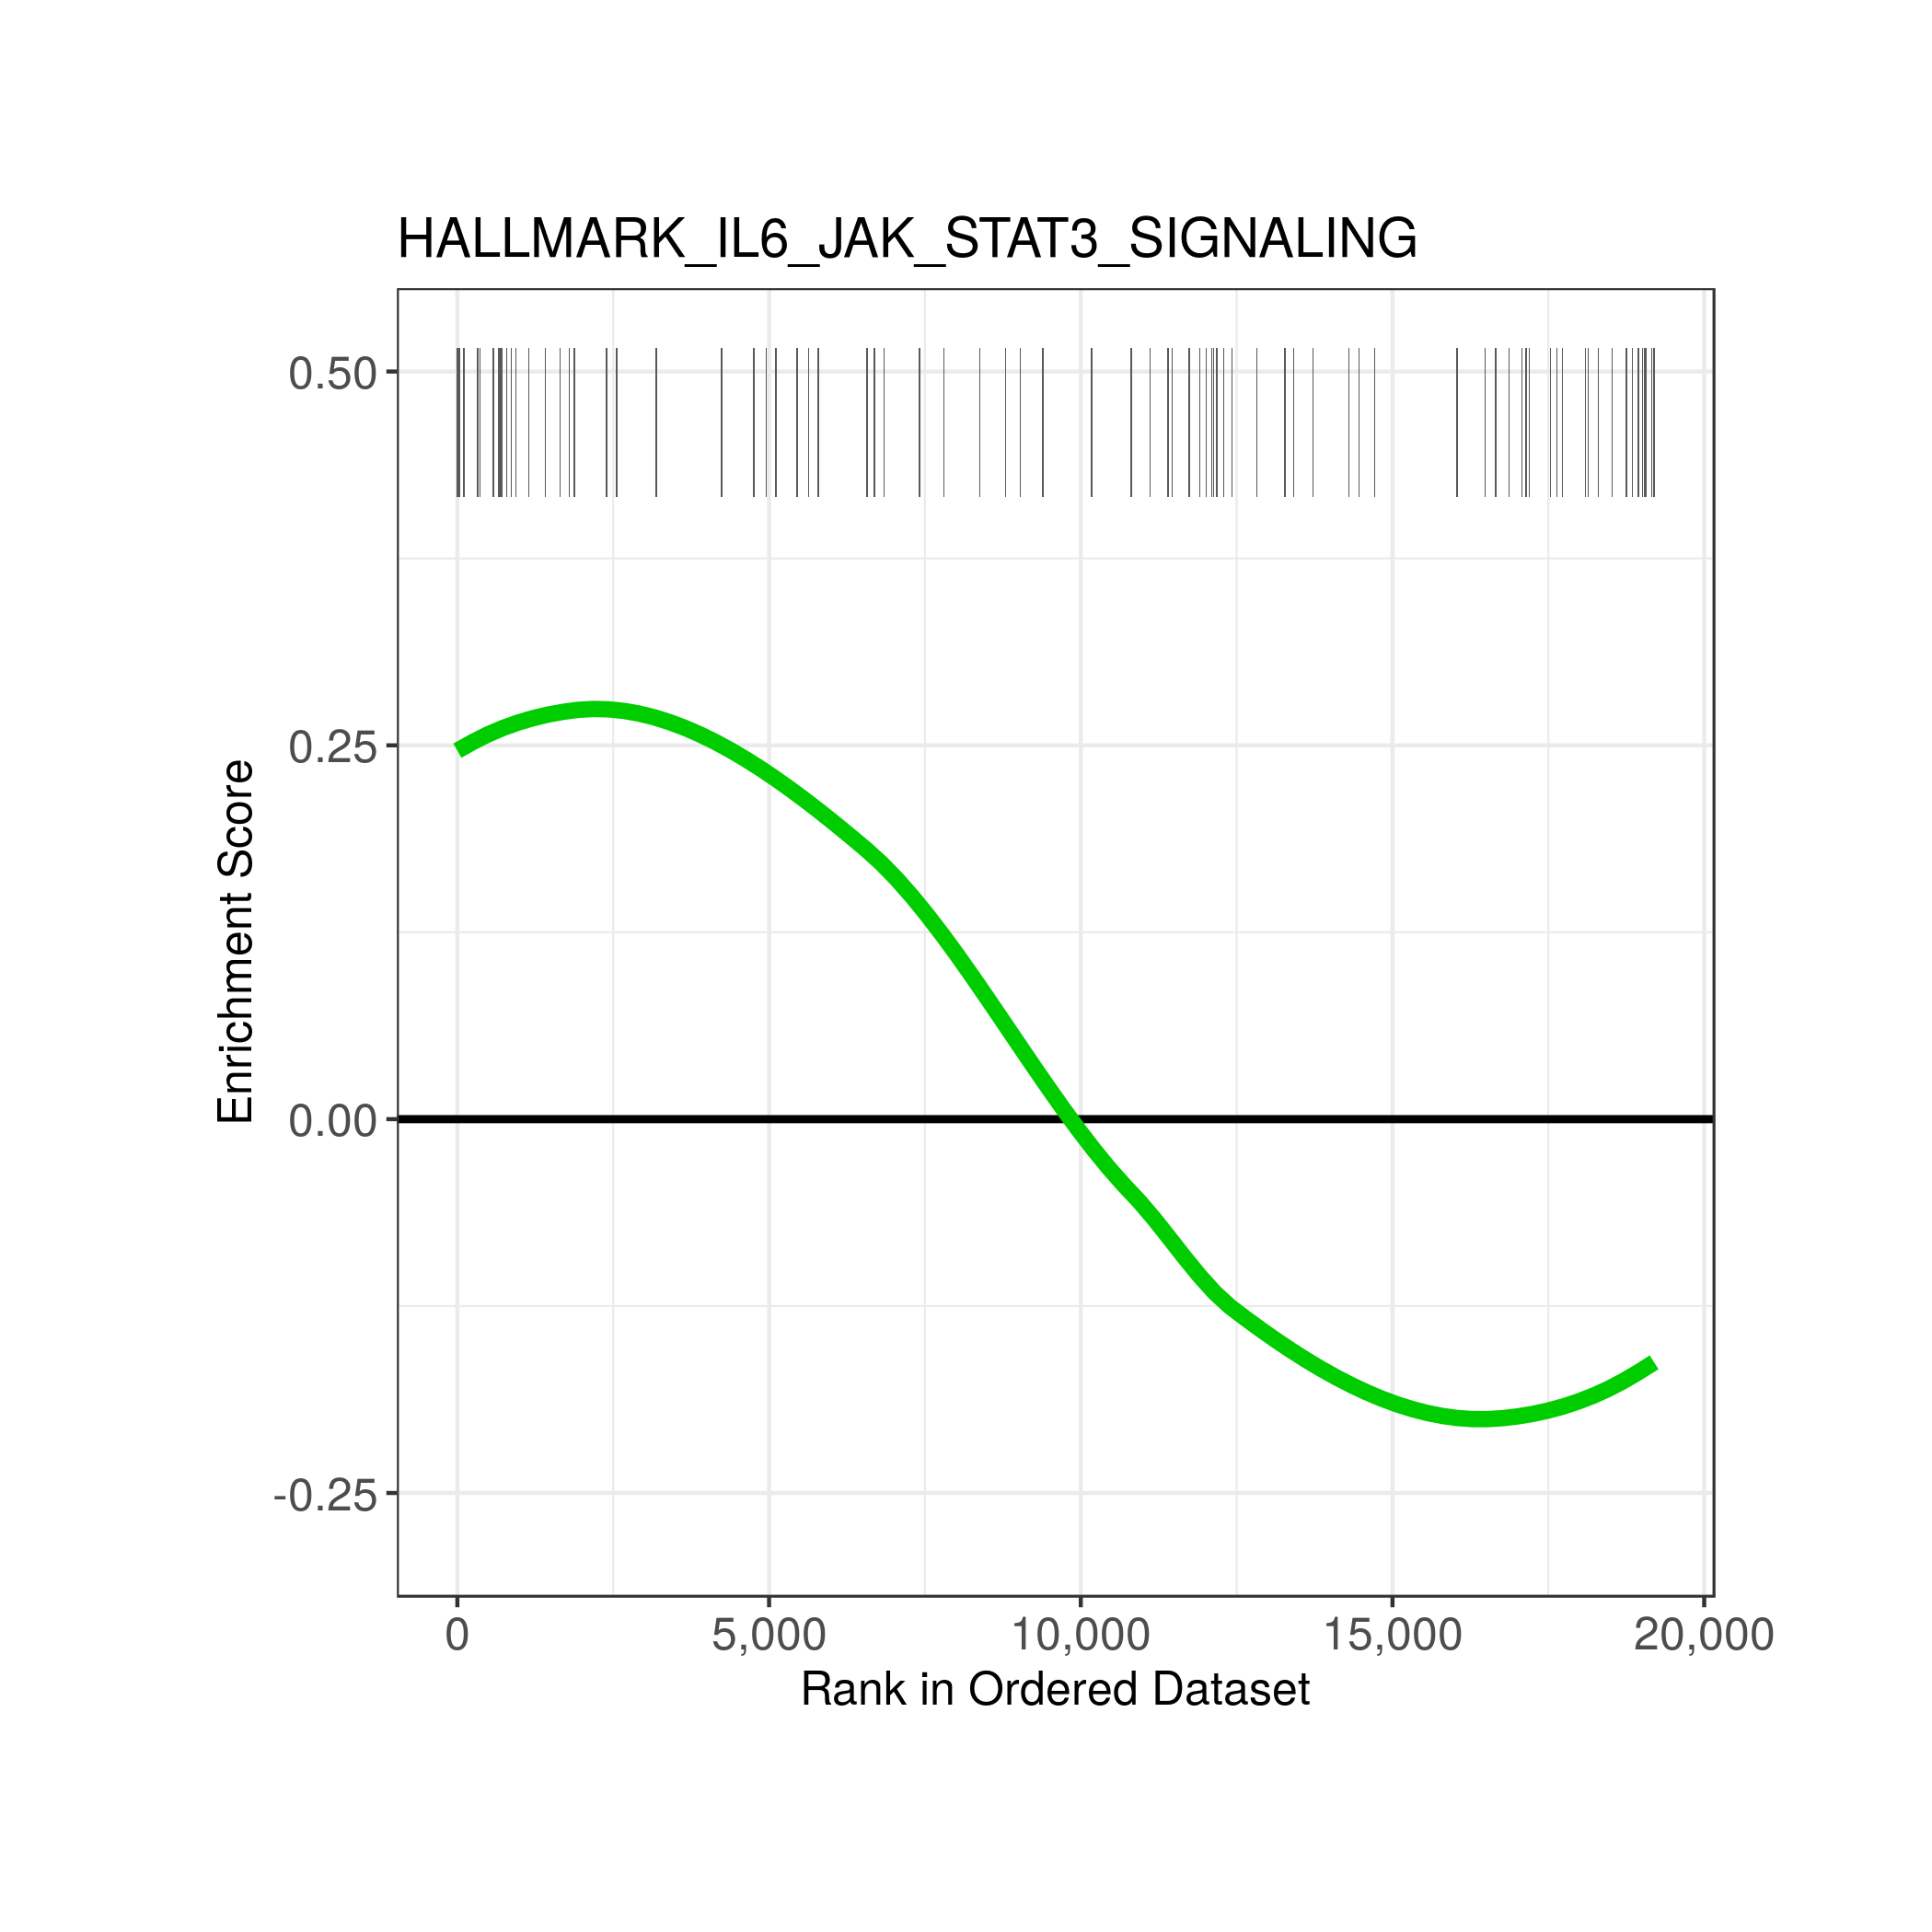 HALLMARK_IL6_JAK_STAT3_SIGNALING
0.50
0.25
0.00
-0.25
Enrichment Score
0 5,000 10,000 15,000 20,000
Rank in Ordered Dataset